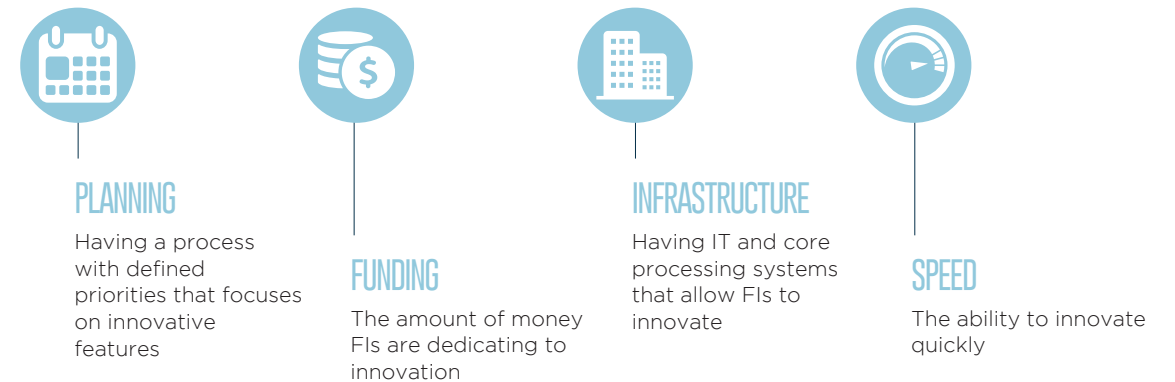 $
PLANNING
Having a process
with defined
priorities that focuses
on innovative
features
FUNDING
The amount of money
FIs are dedicating to
innovation
INFRASTRUCTURE
Having IT and core
processing systems
that allow FIs to
innovate
SPEED
The ability to innovate
quickly